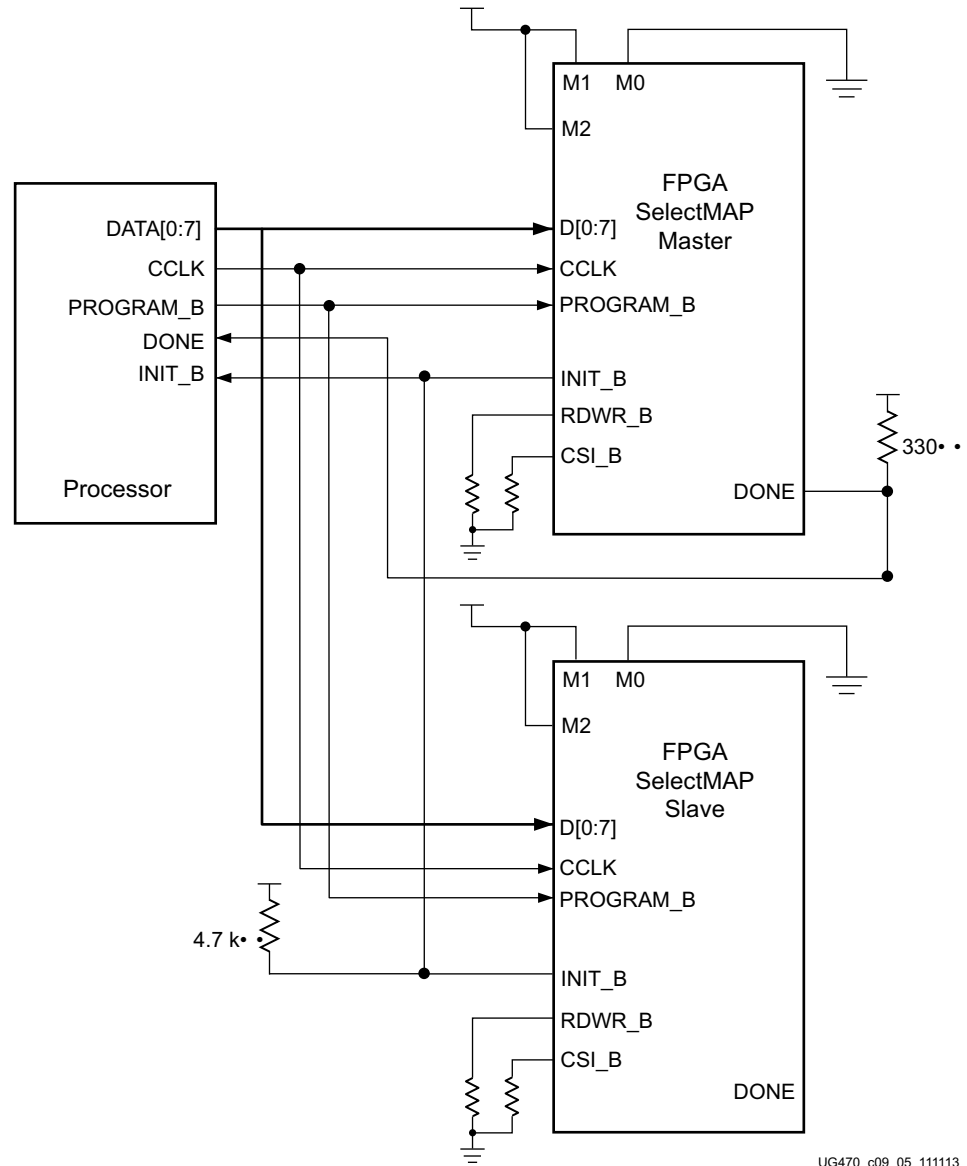 M1 M0
M2
FPGA
SelectMAP
Master
D[0:7]
CCLK
PROGRAM_B
INIT_B
RDWR_B
CSI_B
DONE
DATA[0:7]
CCLK
PROGRAM_B
DONE
INIT_B
Processor
330• •
M1 M0
M2
FPGA
SelectMAP
Slave
D[0:7]
CCLK
PROGRAM_B
INIT_B
RDWR_B
CSI_B
DONE
4.7 k• •
UG470_c09_05_111113